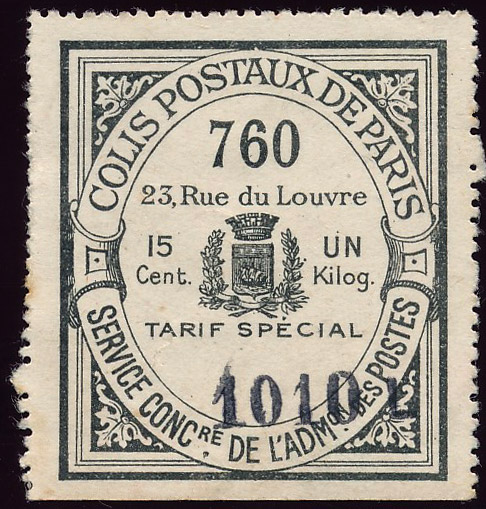 COLIS POSTAUX DE PARIS
760
23, Rue du Louvre
15 UN
Cent. Kilog.
TARIF SPÉCIAL
10101
SERVICE CONCRE. DE L'ADMON DES POSTES